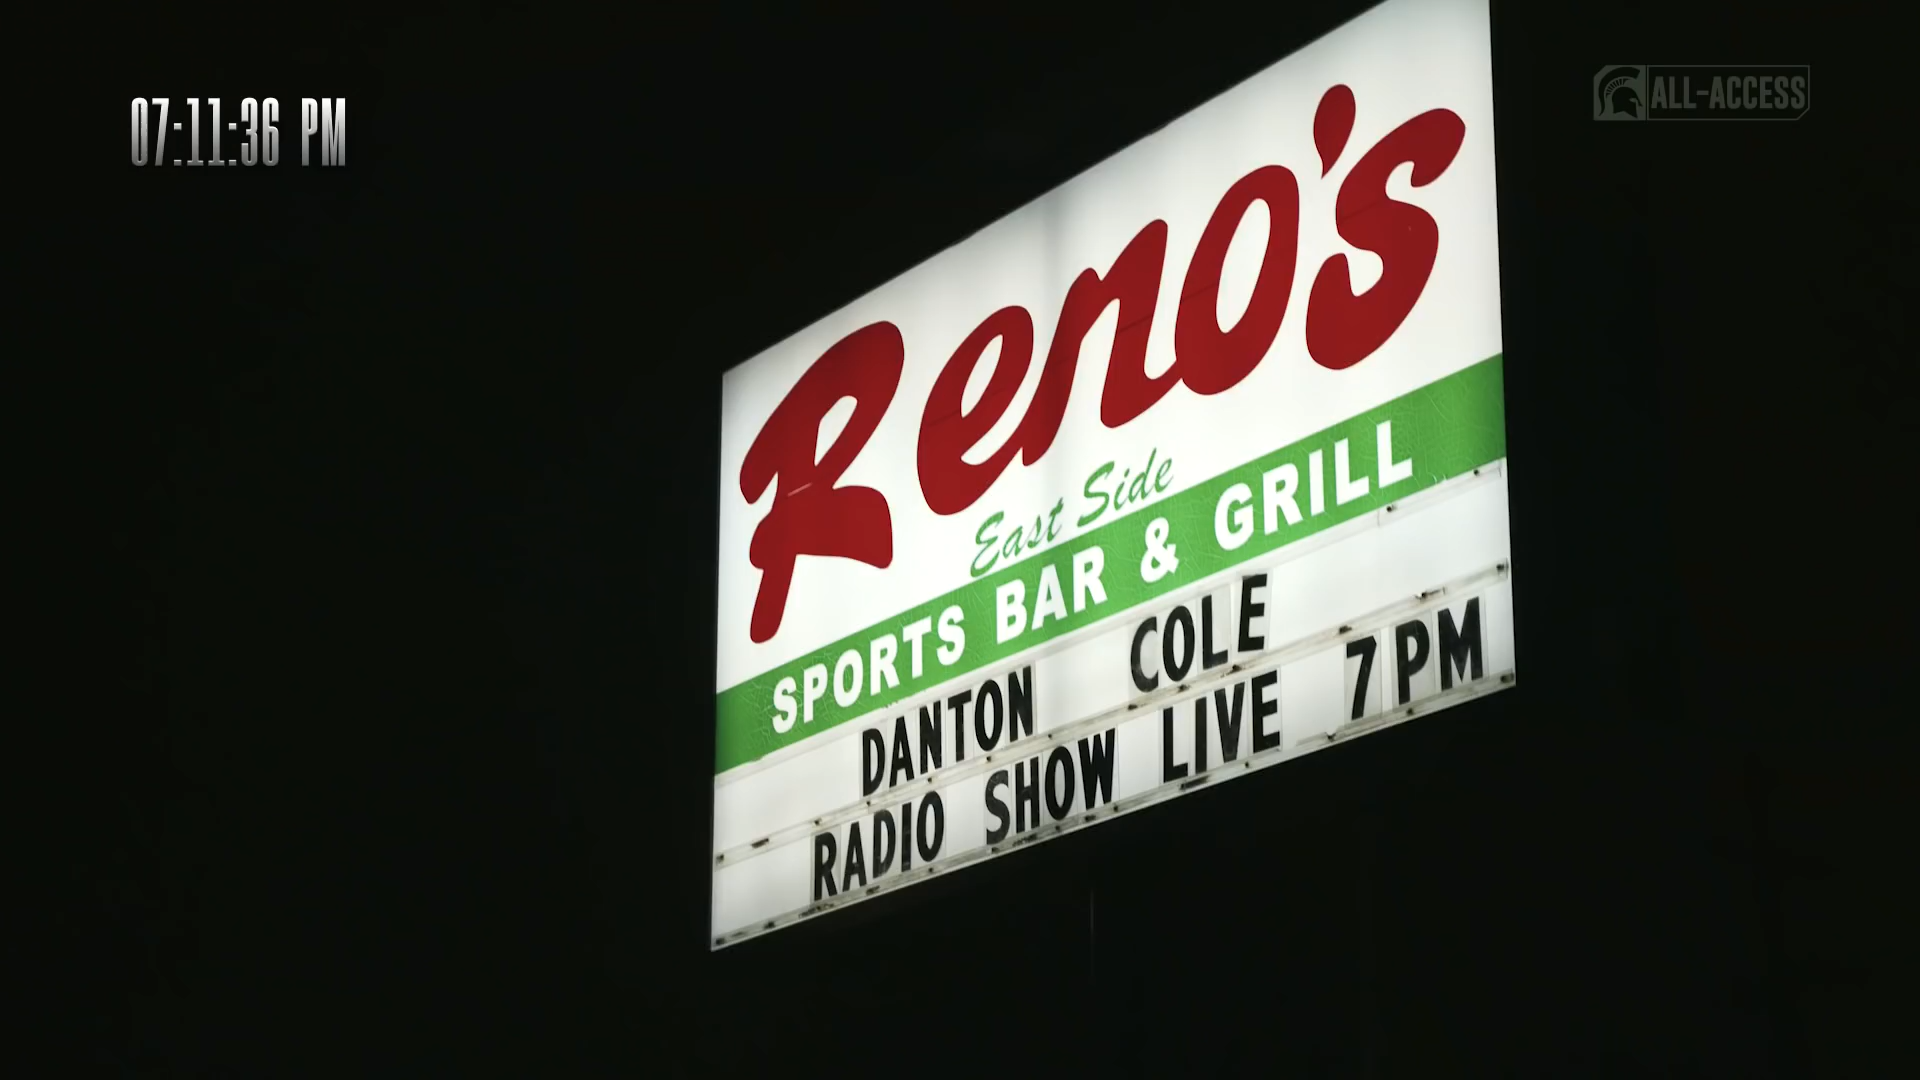 07:11:36 PM
ALL-ACCESS
Reno's
East Side
SPORTS BAR & GRILL
DANTON COLE
RADIO SHOW LIVE 7PM